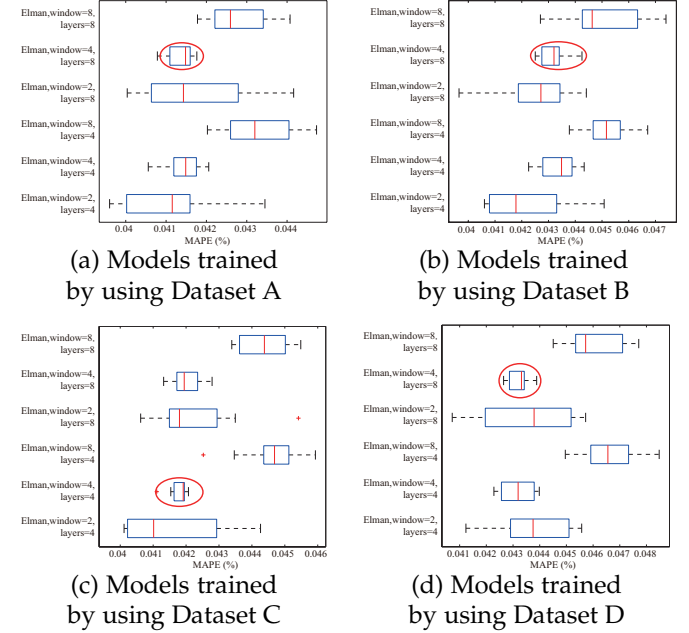 Elman,window=8,
layers=8
Elman,window=4,
layers=8
Elman,window=2,
layers=8
Elman,window=8,
layers=4
Elman,window=4,
layers=4
Elman,window=2,
layers=4
0.04 0.041 0.042 0.043 0.044
MAPE (%)
(a) Models trained
by using Dataset A
Elman,window=8,
layers=8
Elman,window=4,
layers=8
Elman,window=2,
layers=8
Elman,window=8,
layers=4
Elman,window=4,
layers=4
Elman,window=2,
layers=4
0.04 0.041 0.042 0.043 0.044 0.045 0.046 0.047
MAPE (%)
(b) Models trained
by using Dataset B
Elman,window=8,
layers=8
Elman,window=4,
layers=8
Elman,window=2,
layers=8
Elman,window=8,
layers=4
Elman,window=4,
layers=4
Elman,window=2,
layers=4
0.04 0.041 0.042 0.043 0.044 0.045 0.046
MAPE (%)
(c) Models trained
by using Dataset C
Elman,window=8,
layers=8
Elman,window=4,
layers=8
Elman,window=2,
layers=8
Elman,window=8,
layers=4
Elman,window=4,
layers=4
Elman,window=2,
layers=4
0.041 0.042 0.043 0.044 0.045 0.046 0.047 0.048
MAPE (%)
(d) Models trained
by using Dataset D